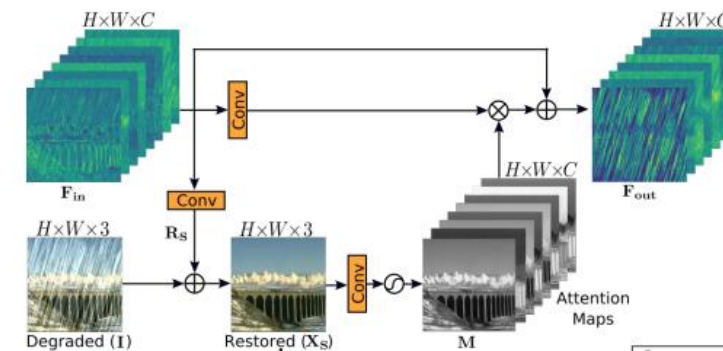 H×W×C
H×W×C
Conv
H×W×C
F_in
F_out
Conv
H×W×3
R_S
H×W×3
Conv
Attention
Maps
Degraded (I)
Restored (X_S)
M